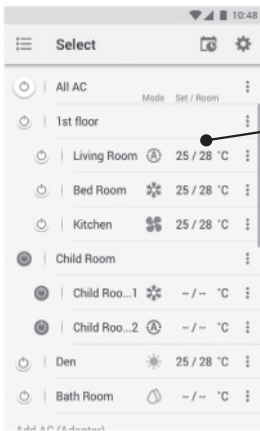 10:48
Select
All AC
Mode Set / Room
1st floor
Living Room A 25 / 28 °C
Bed Room 25 / 28 °C
Kitchen 25 / 28 °C
Child Room
Child Roo...1 -- / -- °C
Child Roo...2 A -- / -- °C
Den 25 / 28 °C
Bath Room -- / -- °C
Add AC (Adapter)